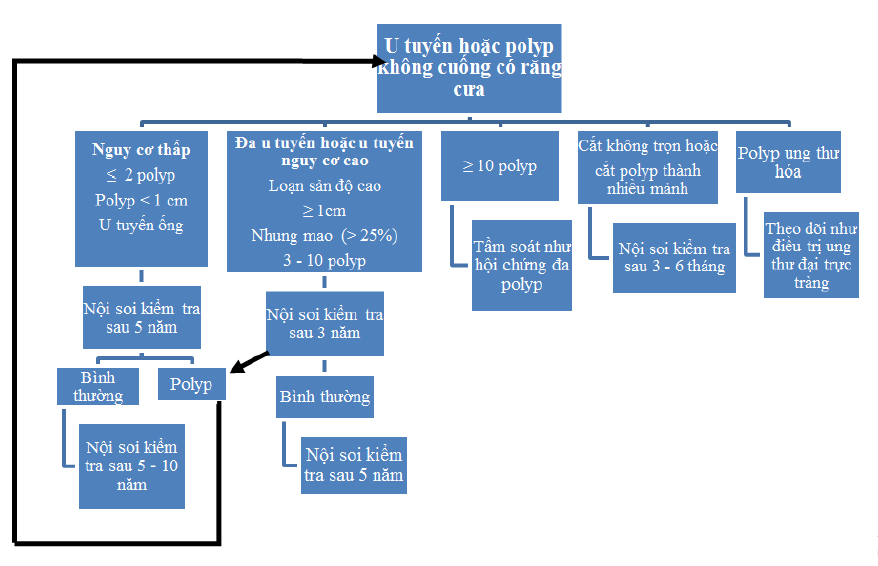 U tuyến hoặc polyp
không cuống có răng
cưa
Nguy cơ thấp
≤ 2 polyp
Polyp < 1 cm
U tuyến ống
Nội soi kiểm tra
sau 5 năm
Bình
thường
Nội soi kiểm
tra sau 5 - 10
năm
Polyp
Đa u tuyến hoặc u tuyến
nguy cơ cao
Loạn sản độ cao
≥ 1cm
Nhung mao (> 25%)
3 - 10 polyp
Nội soi kiểm tra
sau 3 năm
Bình thường
Nội soi kiểm
tra sau 5 năm
≥ 10 polyp
Tầm soát như
hội chứng đa
polyp
Cắt không trọn hoặc
cắt polyp thành
nhiều mảnh
Nội soi kiểm tra
sau 3 - 6 tháng
Polyp ung thư
hóa
Theo dõi như
điều trị ung
thư đại trực
tràng